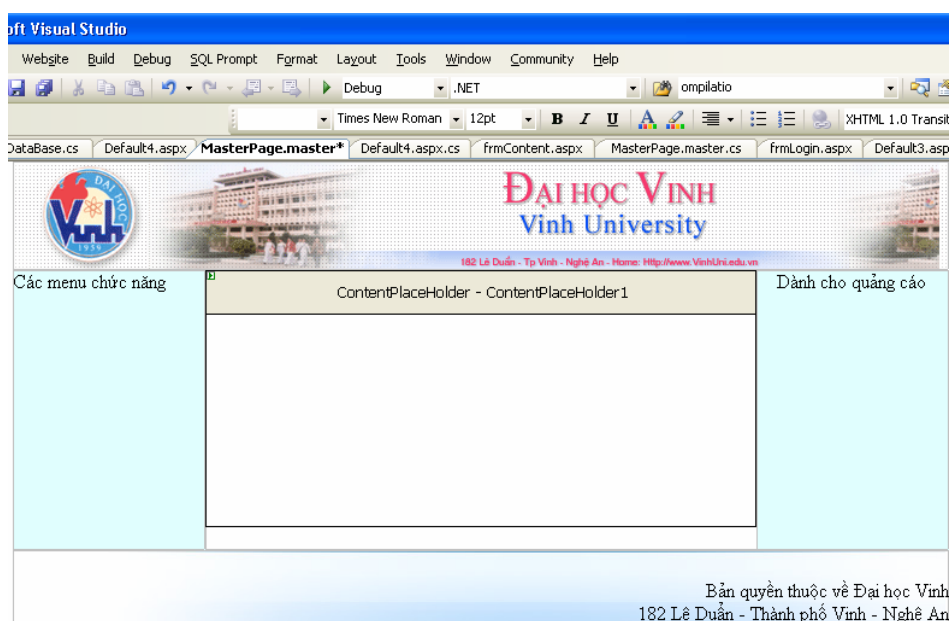 oft Visual Studio
Website Build Debug SQL Prompt Format Layout Tools Window Community Help
Debug .NET ompilatio
Times New Roman 12pt B I U A XHTML 1.0 Transit
DataBase.cs Default4.aspx MasterPage.master* Default4.aspx.cs frmContent.aspx MasterPage.master.cs frmLogin.aspx Default3.asp
ĐẠI HỌC Vinh 1959
ĐẠI HỌC VINH
Vinh University
182 Lê Duẩn - Tp Vinh - Nghệ An - Home: Http://www.VinhUni.edu.vn
Các menu chức năng
ContentPlaceHolder - ContentPlaceHolder1
Dành cho quảng cáo
Bản quyền thuộc về Đại học Vinh
182 Lê Duẩn - Thành phố Vinh - Nghệ An